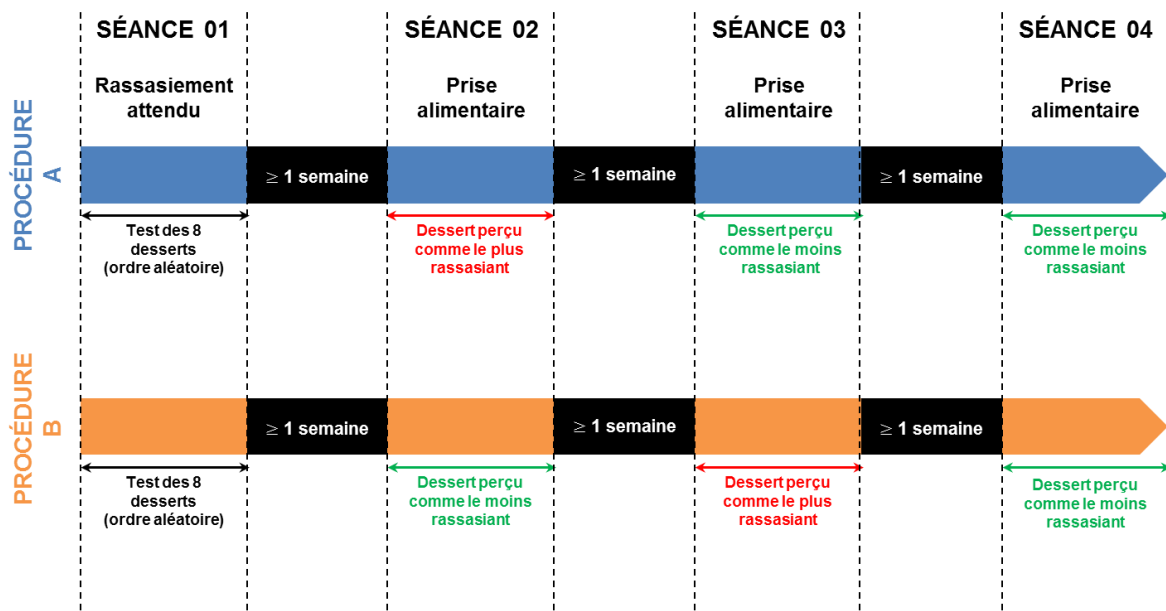 SÉANCE 01
SÉANCE 02
SÉANCE 03
SÉANCE 04
Rassasiement
attendu
Prise
alimentaire
Prise
alimentaire
Prise
alimentaire
PROCÉDURE
A
≥ 1 semaine
≥ 1 semaine
≥ 1 semaine
Test des 8
desserts
(ordre aléatoire)
Dessert perçu
comme le plus
rassasiant
Dessert perçu
comme le moins
rassasiant
Dessert perçu
comme le moins
rassasiant
PROCÉDURE
B
≥ 1 semaine
≥ 1 semaine
≥ 1 semaine
Test des 8
desserts
(ordre aléatoire)
Dessert perçu
comme le moins
rassasiant
Dessert perçu
comme le plus
rassasiant
Dessert perçu
comme le moins
rassasiant